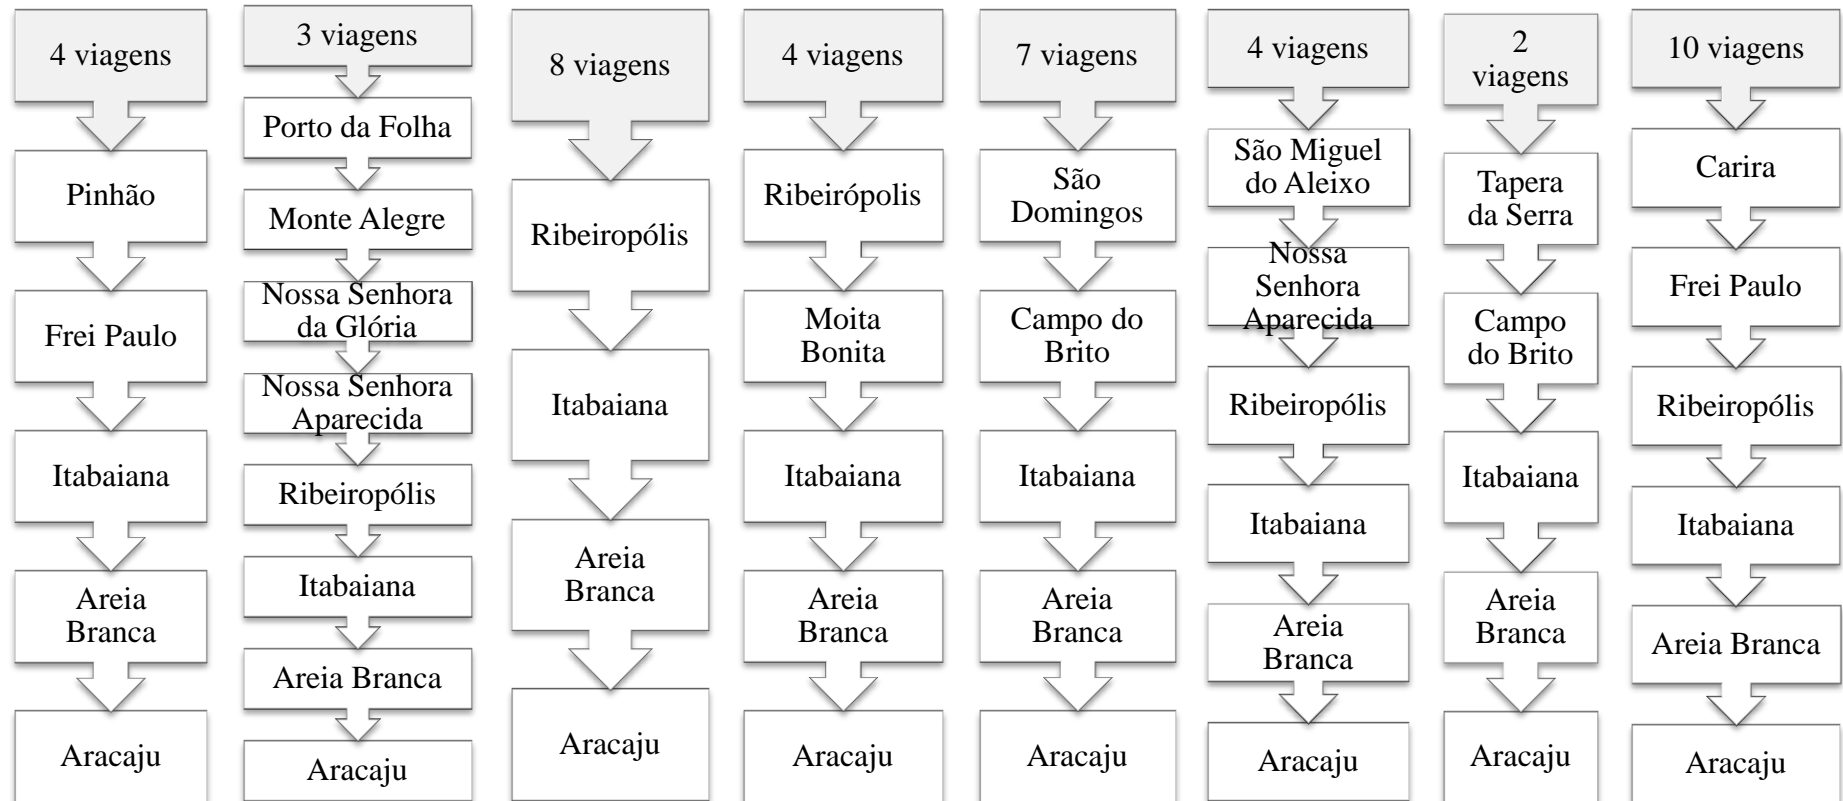 4 viagens
Pinhão
Frei Paulo
Itabaiana
Areia
Branca
Aracaju
3 viagens
Porto da Folha
Monte Alegre
Nossa Senhora
da Glória
Nossa Senhora
Aparecida
Ribeiropólis
Itabaiana
Areia Branca
Aracaju
8 viagens
Ribeiropólis
Itabaiana
Areia
Branca
Aracaju
4 viagens
Ribeirópolis
Moita
Bonita
Itabaiana
Areia
Branca
Aracaju
7 viagens
São
Domingos
Campo do
Brito
Itabaiana
Areia
Branca
Aracaju
4 viagens
São Miguel
do Aleixo
Nossa
Senhora
Aparecida
Ribeiropólis
Itabaiana
Areia
Branca
Aracaju
2
viagens
Tapera
da Serra
Campo
do Brito
Itabaiana
Areia
Branca
Aracaju
10 viagens
Carira
Frei Paulo
Ribeiropólis
Itabaiana
Areia Branca
Aracaju